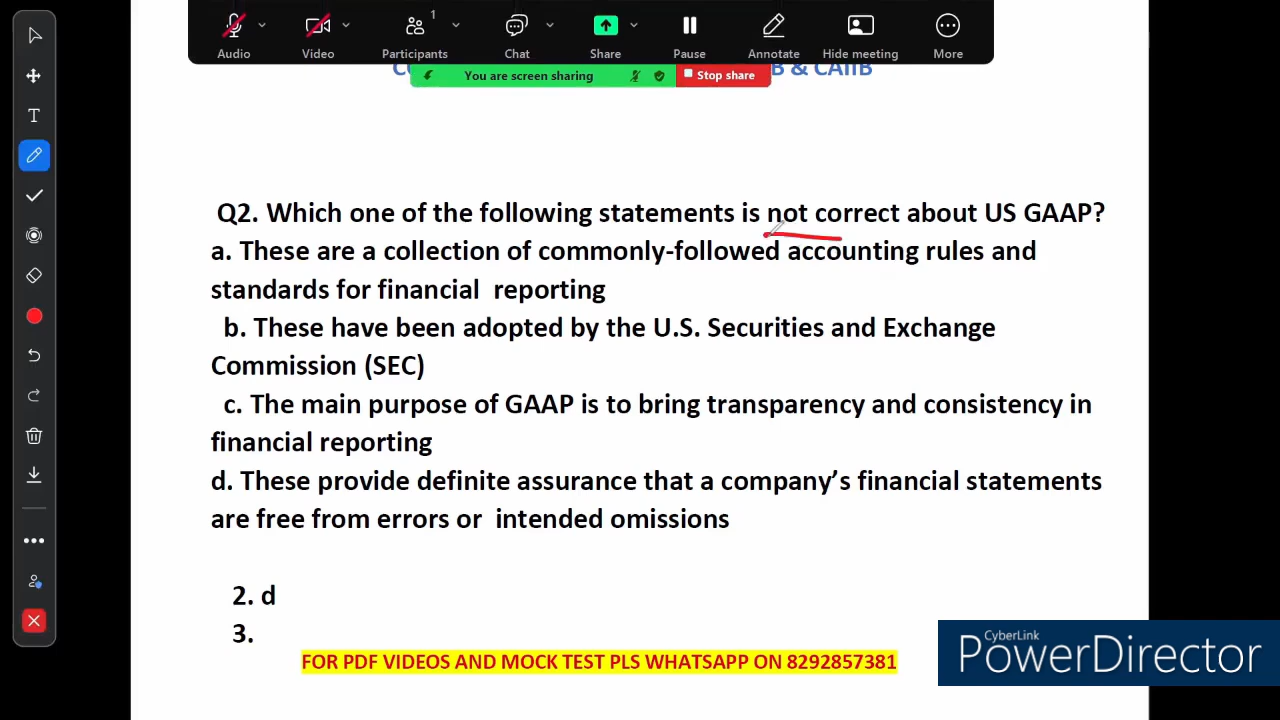 1
Audio Video Participants Chat Share Pause Annotate Hide meeting More
B & CAIIB
You are screen sharing Stop share
T
Q2. Which one of the following statements is not correct about US GAAP?
a. These are a collection of commonly-followed accounting rules and
standards for financial reporting
b. These have been adopted by the U.S. Securities and Exchange
Commission (SEC)
c. The main purpose of GAAP is to bring transparency and consistency in
financial reporting
d. These provide definite assurance that a company’s financial statements
are free from errors or intended omissions
2. d
3.
FOR PDF VIDEOS AND MOCK TEST PLS WHATSAPP ON 8292857381
CyberLink
PowerDirector